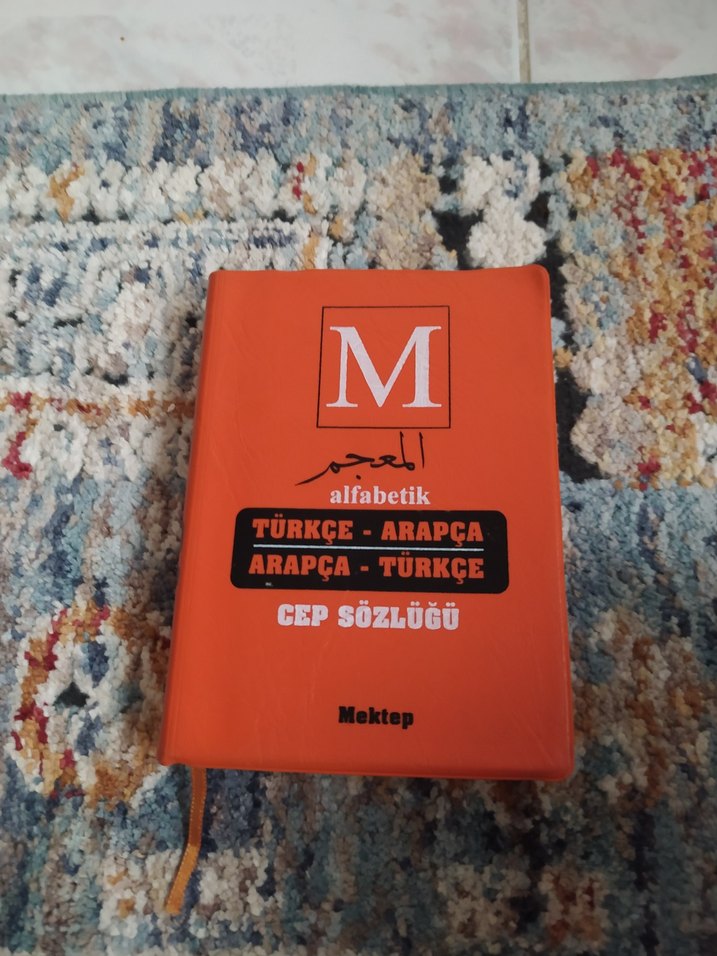 M
المعجم
alfabetik
TÜRKÇE - ARAPÇA
ARAPÇA - TÜRKÇE
CEP SÖZLÜĞÜ
Mektep